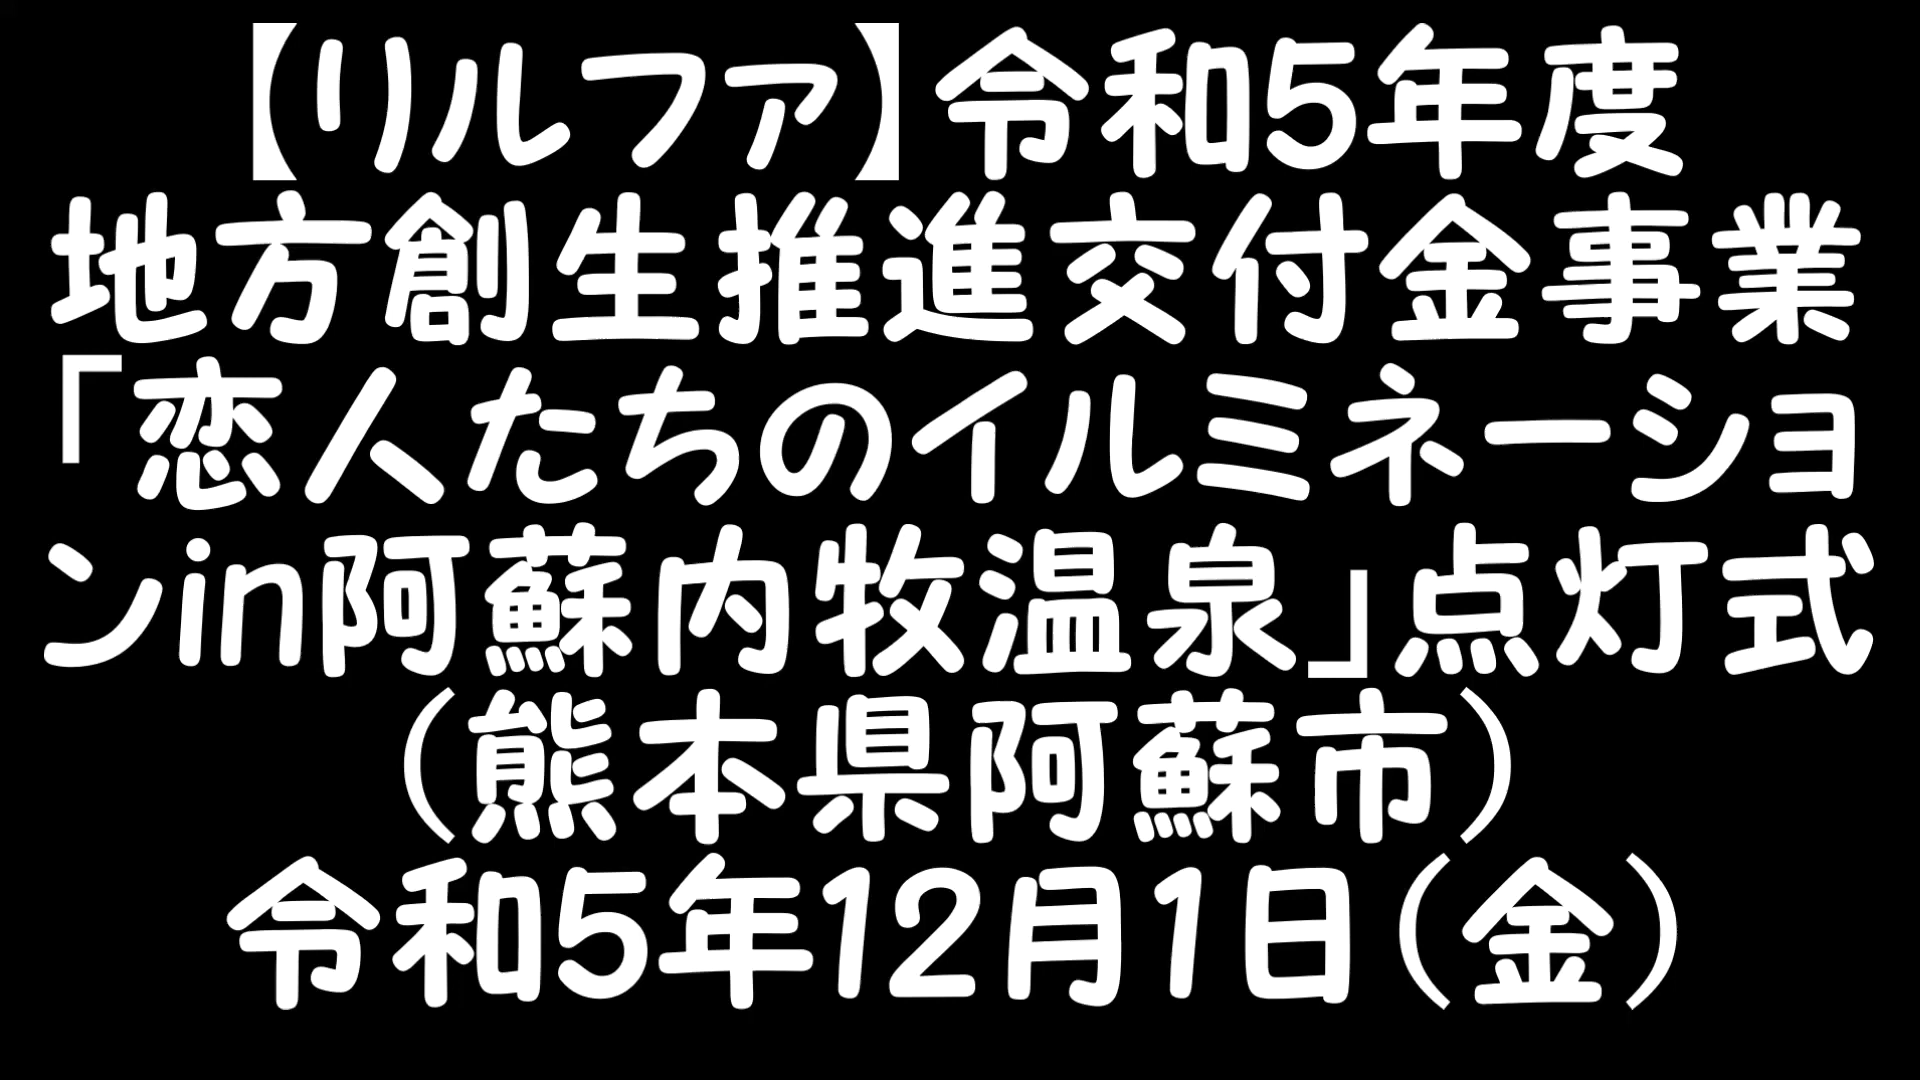 【リルファ】令和5年度
地方創生推進交付金事業
「恋人たちのイルミネーショ
ンin阿蘇内牧温泉」点灯式
(熊本県阿蘇市)
令和5年12月1日(金)